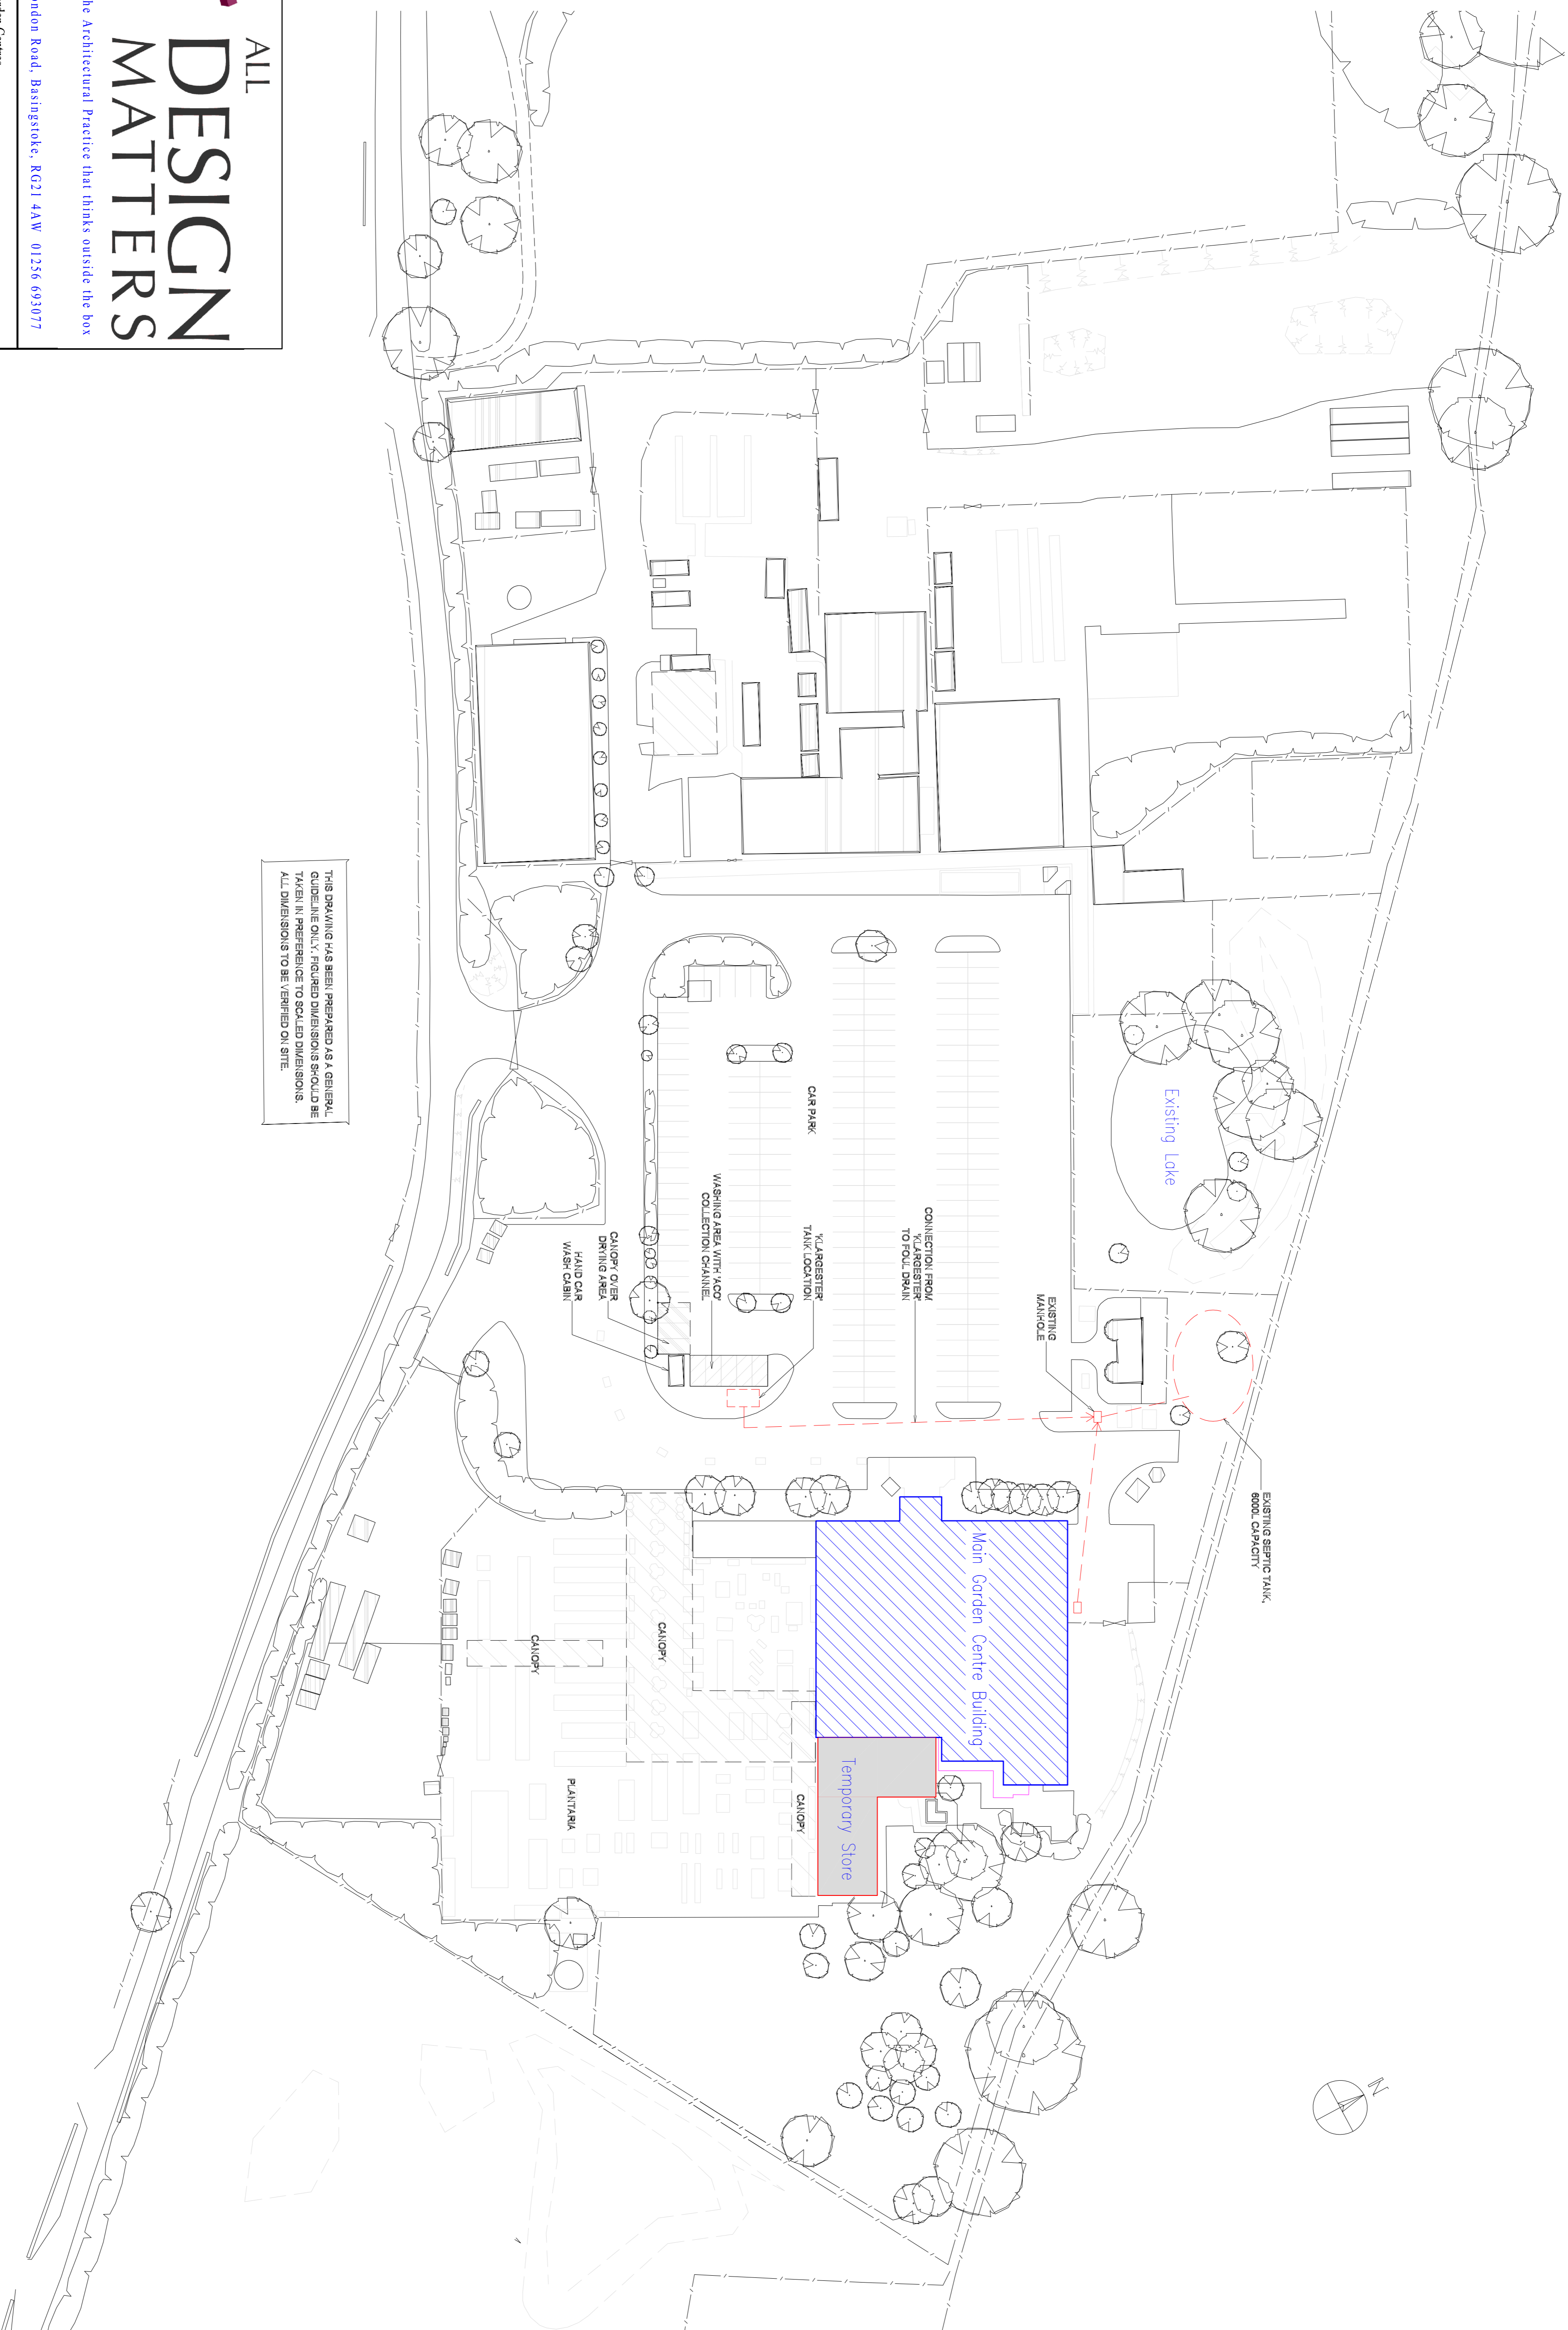 ALL
DESIGN
MATTERS
he Architectural Practice that thinks outside the box
ondon Road, Basingstoke, RG21 4AW 01256 693077
THIS DRAWING HAS BEEN PREPARED AS A GENERAL
GUIDELINE ONLY. FIGURED DIMENSIONS SHOULD BE
TAKEN IN PREFERENCE TO SCALED DIMENSIONS.
ALL DIMENSIONS TO BE VERIFIED ON SITE.
Existing Lake
CAR PARK
EXISTING SEPTIC TANK,
6000L CAPACITY
EXISTING
MANHOLE
CONNECTION FROM
'KLARGESTER'
TO FOUL DRAIN
'KLARGESTER'
TANK LOCATION
WASHING AREA WITH 'ACO'
COLLECTION CHANNEL
CANOPY OVER
DRYING AREA
HAND CAR
WASH CABIN
Main Garden Centre Building
Temporary Store
CANOPY
CANOPY
CANOPY
PLANTARIA
N